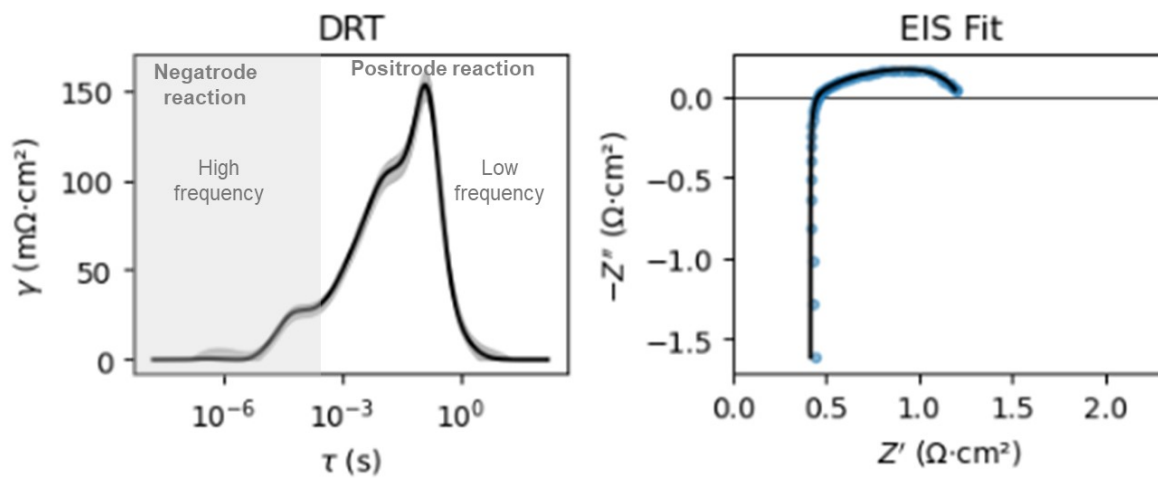 DRT
Negatrode
reaction
Positrode reaction
High
frequency
Low
frequency
150
100
50
0
γ (mΩ·cm²)
10⁻⁶
10⁻³
10⁰
τ (s)
EIS Fit
0.0
−0.5
−1.0
−1.5
−Z″ (Ω·cm²)
0.0
0.5
1.0
1.5
2.0
Z′ (Ω·cm²)